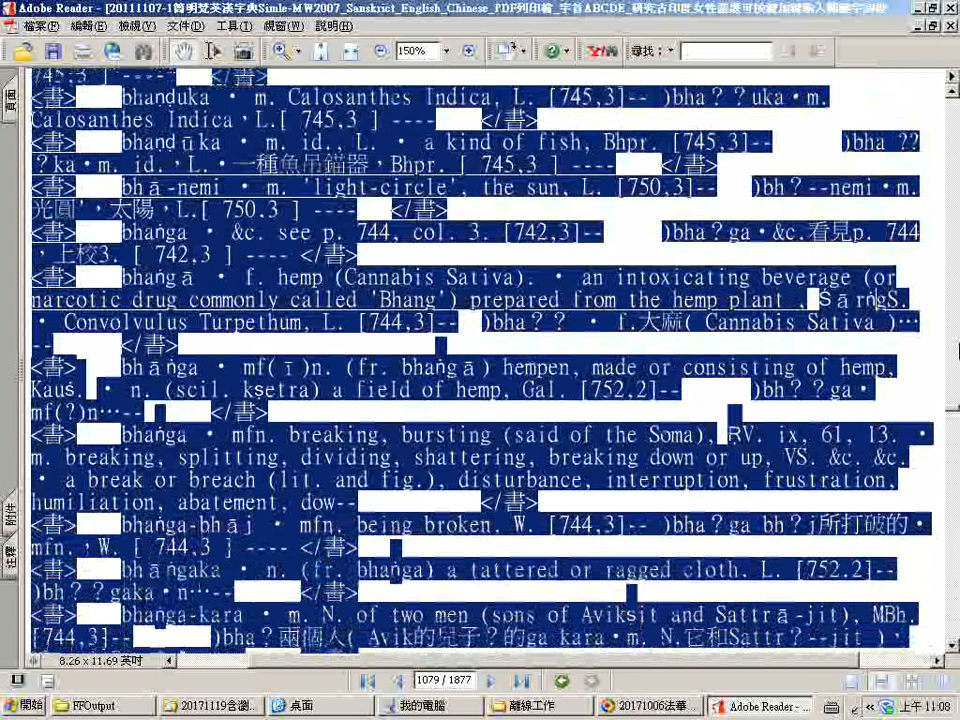 Adobe Reader - [20111107-1簡明梵英漢字典Simle-MW2007_Sanskrict_English_Chinese_PDF列印檔_字首ABCDE_研究古印度女性
檔案(F) 編輯(E) 檢視(V) 文件(D) 工具(T) 視窗(W) 說明(H)
150% 尋找：
頁面
745:3 ] ---- </書>
<書> bhaṇḍuka • m. Calosanthes Indica, L. [745,3]-- )bha？？uka•m.
Calosanthes Indica，L.[ 745,3 ] ---- </書>
<書> bhaṇḍūka • m. id., L. • a kind of fish, Bhpr. [745,3]-- )bha ??
?ka•m. id.，L.•一種魚吊錨器，Bhpr. [ 745,3 ] ---- </書>
<書> bhā-nemi • m. 'light-circle', the sun, L. [750,3]-- )bh？--nemi•m.
光圓'，太陽，L.[ 750.3 ] ---- </書>
<書> bhaṅga • &c. see p. 744, col. 3. [742,3]-- )bha？ga•&c.看見p. 744
，上校3. [ 742,3 ] ---- </書>
<書> bhaṅgā • f. hemp (Cannabis Sativa). • an intoxicating beverage (or
narcotic drug commonly called 'Bhang') prepared from the hemp plant , ŚārṅgS.
• Convolvulus Turpethum, L. [744,3]-- )bha？？ • f.大麻( Cannabis Sativa )…
-- </書>
<書> bhāṅga • mf(ī)n. (fr. bhaṅgā) hempen, made or consisting of hemp,
Kauś. • n. (scil. kṣetra) a field of hemp, Gal. [752,2]-- )bh？？ga•
mf(?)n…-- </書>
<書> bhaṅga • mfn. breaking, bursting (said of the Soma), RV. ix, 61, 13. •
m. breaking, splitting, dividing, shattering, breaking down or up, VS. &c. &c.
• a break or breach (lit. and fig.), disturbance, interruption, frustration,
humiliation, abatement, dow-- </書>
<書> bhaṅga-bhāj • mfn. being broken. W. [744,3]-- )bha？ga bh？j所打破的•
mfn.，W. [ 744,3 ] ---- </書>
<書> bhāṅgaka • n. (fr. bhaṅga) a tattered or ragged cloth. L. [752.2]--
)bh？？gaka•n…-- </書>
<書> bhaṅga-kara • m. N. of two men (sons of Avikṣit and Sattrā-jit), MBh.
[744,3]-- )bha？兩個人( Avik的兒子？的ga kara•m. N.它和Sattr？--jit )，
附件
注釋
8.26 x 11.69 英吋
1079 / 1877
開始 FFOutput 20171119含瀏... 桌面 我的電腦 離線工作 20171006法華... Adobe Reader - ... 上午 11:08